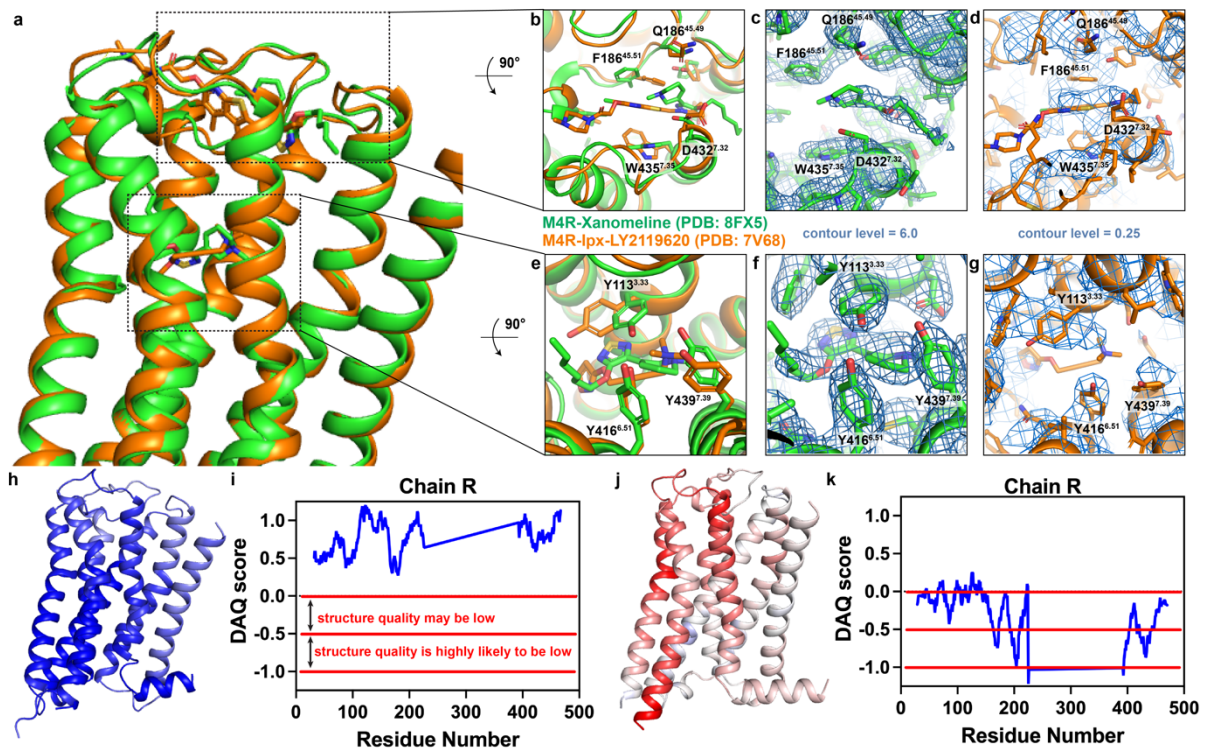 a
90°
90°
b
Q186^45.49
F186^45.51
D432^7.32
W435^7.35
c
Q186^45.49
F186^45.51
W435^7.35
D432^7.32
d
Q186^45.48
F186^45.51
D432^7.32
W435^7.35
M4R-Xanomeline (PDB: 8FX5)
M4R-Ipx-LY2119620 (PDB: 7V68)
contour level = 6.0
contour level = 0.25
e
Y113^3.33
Y439^7.39
Y416^6.51
f
Y113^3.33
Y439^7.39
Y416^6.51
g
Y113^3.33
Y439^7.39
Y416^6.51
h
i
Chain R
DAQ score
1.0
0.5
0.0
-0.5
-1.0
structure quality may be low
structure quality is highly likely to be low
0 100 200 300 400 500
Residue Number
j
k
Chain R
DAQ score
1.0
0.5
0.0
-0.5
-1.0
0 100 200 300 400 500
Residue Number